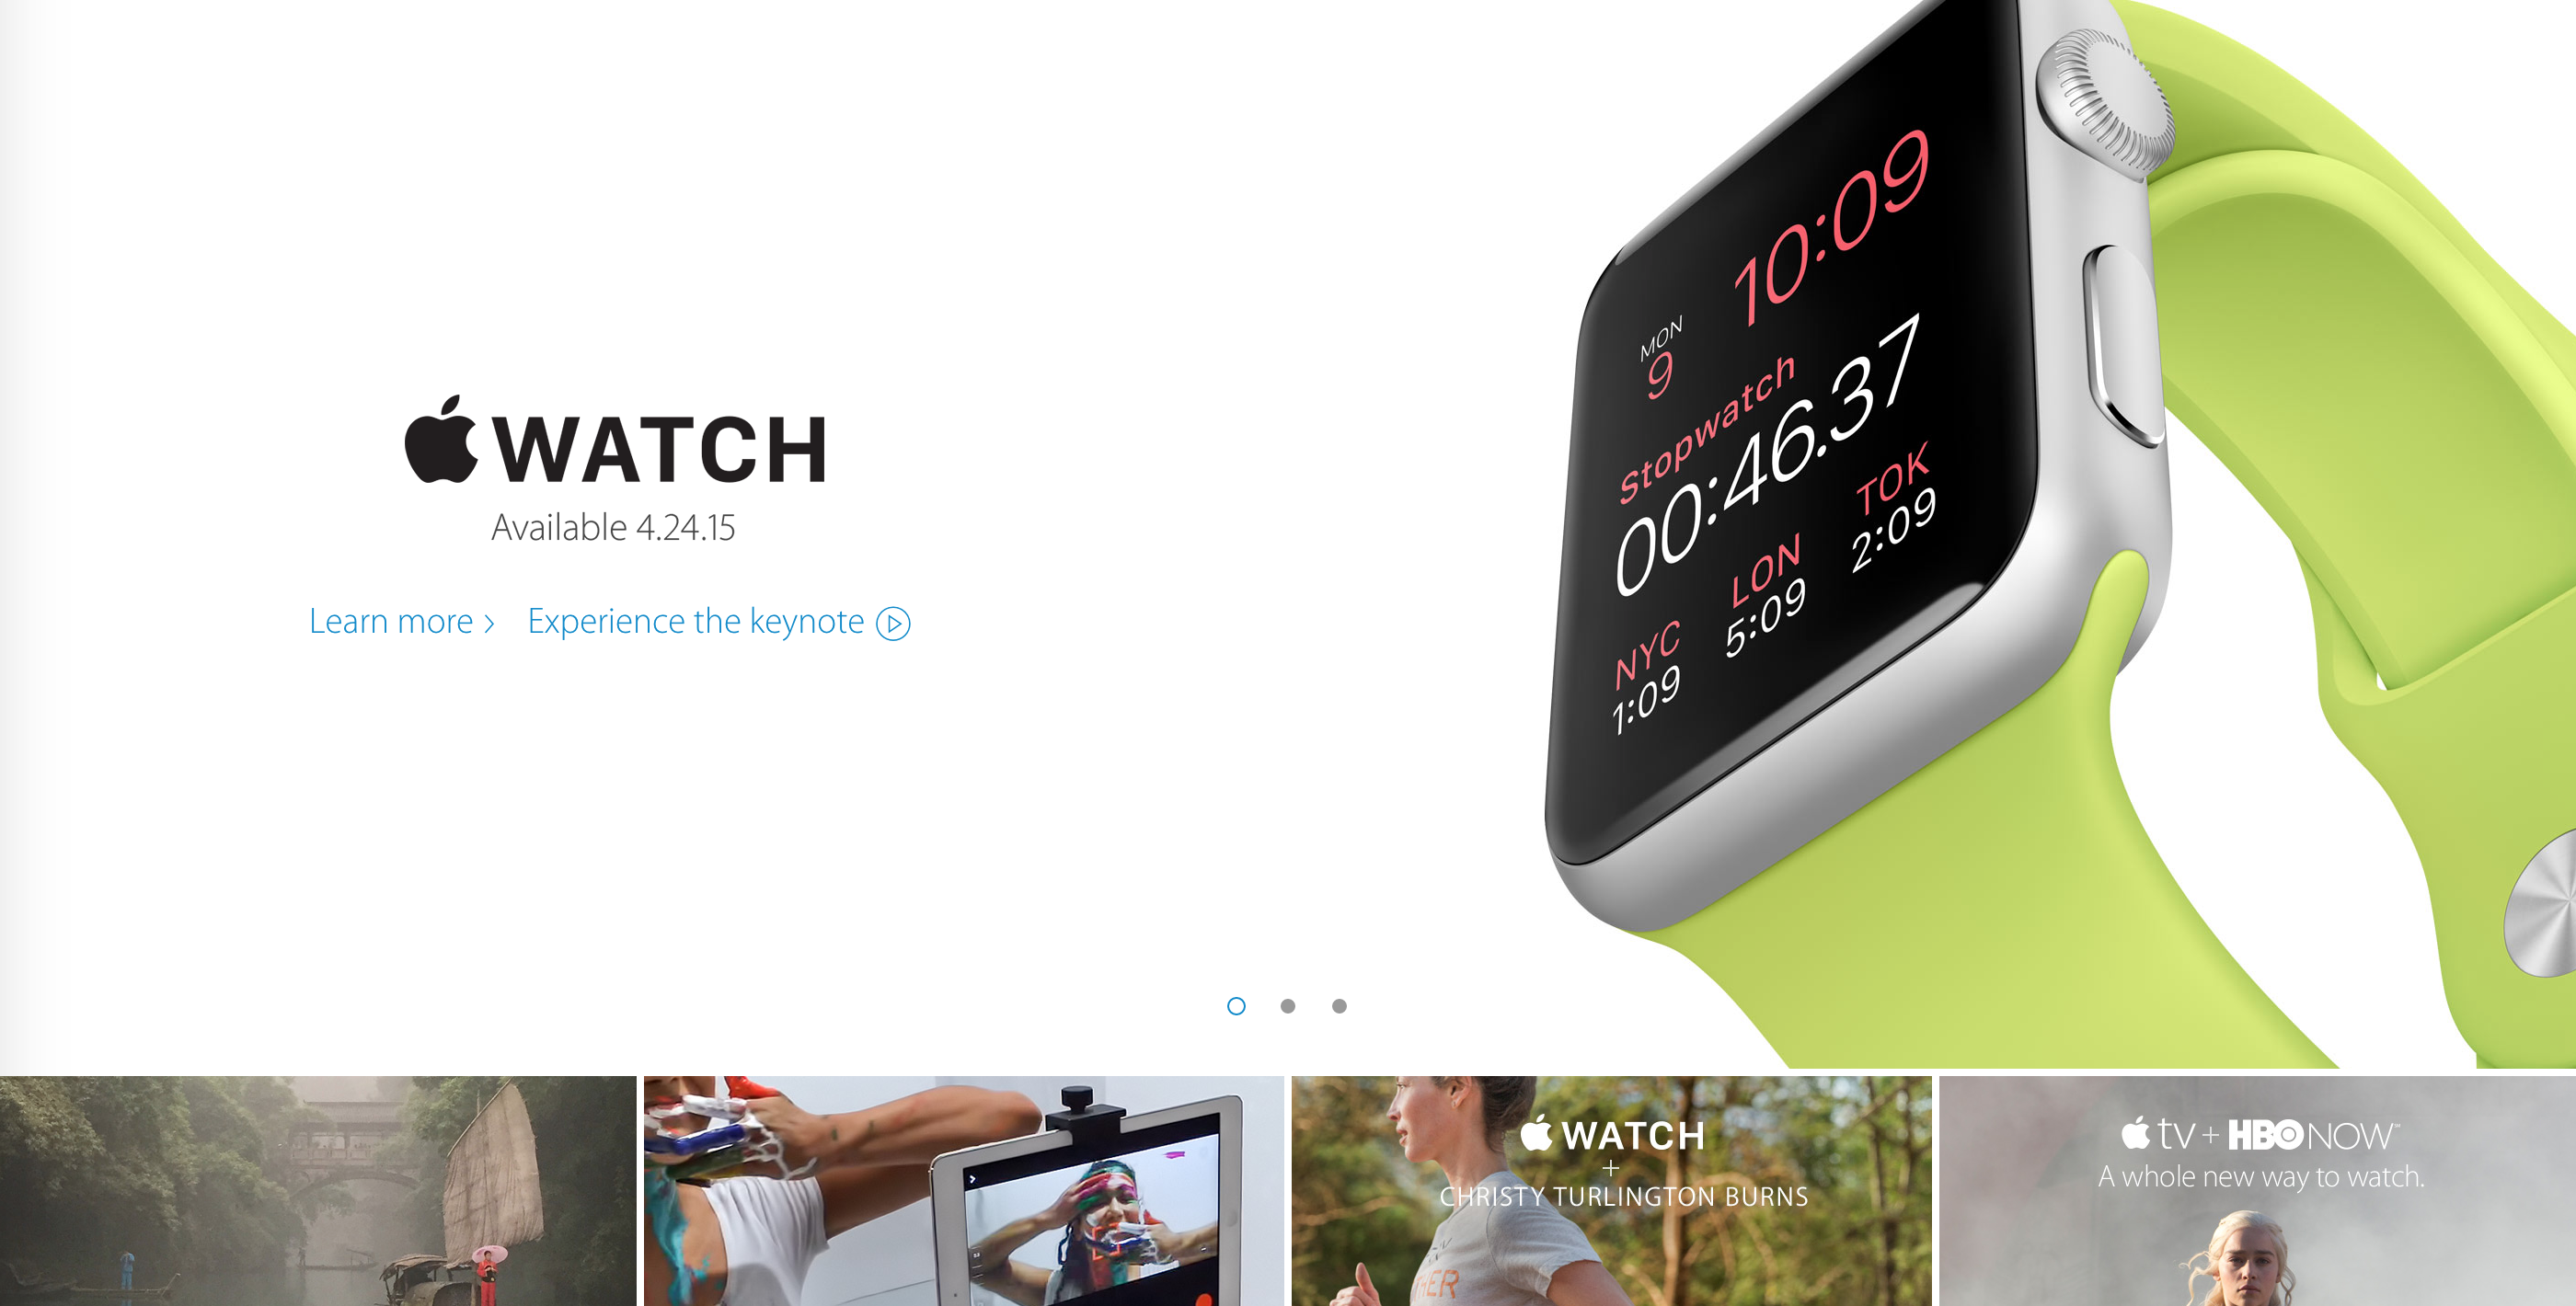 WATCH
Available 4.24.15
Learn more > Experience the keynote
10:09
MON
9
Stopwatch
00:46.37
NYC LON TOK
1:09 5:09 2:09
WATCH
+
CHRISTY TURLINGTON BURNS
tv + HBO NOW™
A whole new way to watch.